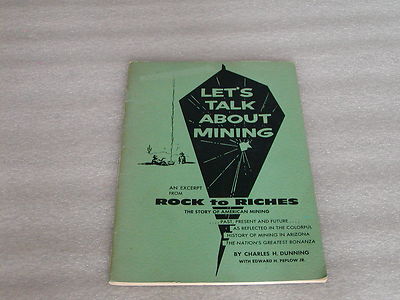 LET'S
TALK
ABOUT
MINING
AN EXCERPT
FROM
ROCK to RICHES
THE STORY OF AMERICAN MINING
PAST, PRESENT AND FUTURE . . . .
AS REFLECTED IN THE COLORFUL
HISTORY OF MINING IN ARIZONA
THE NATION'S GREATEST BONANZA
BY CHARLES H. DUNNING
WITH EDWARD H. PEPLOW JR.